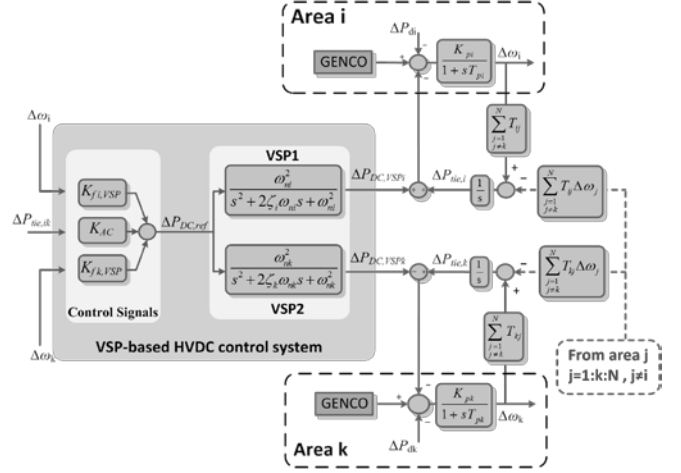 Area i
ΔP_di
GENCO
+ − −
K_pi / 1 + sT_pi
Δω_i
∑_{j=1, j≠k}^{N} T_ij
Δω_i
VSP1
ω_ni^2 / s^2 + 2ζ_i ω_ni s + ω_ni^2
ΔP_DC,VSPi
ΔP_tie,i
1/s
+ −
∑_{j=1, j≠k}^{N} T_ij Δω_j
K_fi,VSP
ΔP_tie,ik
K_AC
ΔP_DC,ref
K_fk,VSP
Control Signals
ω_nk^2 / s^2 + 2ζ_k ω_nk s + ω_nk^2
VSP2
ΔP_DC,VSPk
ΔP_tie,k
1/s
− +
∑_{j=1, j≠k}^{N} T_kj Δω_j
VSP-based HVDC control system
Δω_k
∑_{j=1, j≠k}^{N} T_kj
From area j
j=1:k:N , j≠i
GENCO
+ − −
K_pk / 1 + sT_pk
Δω_k
ΔP_dk
Area k